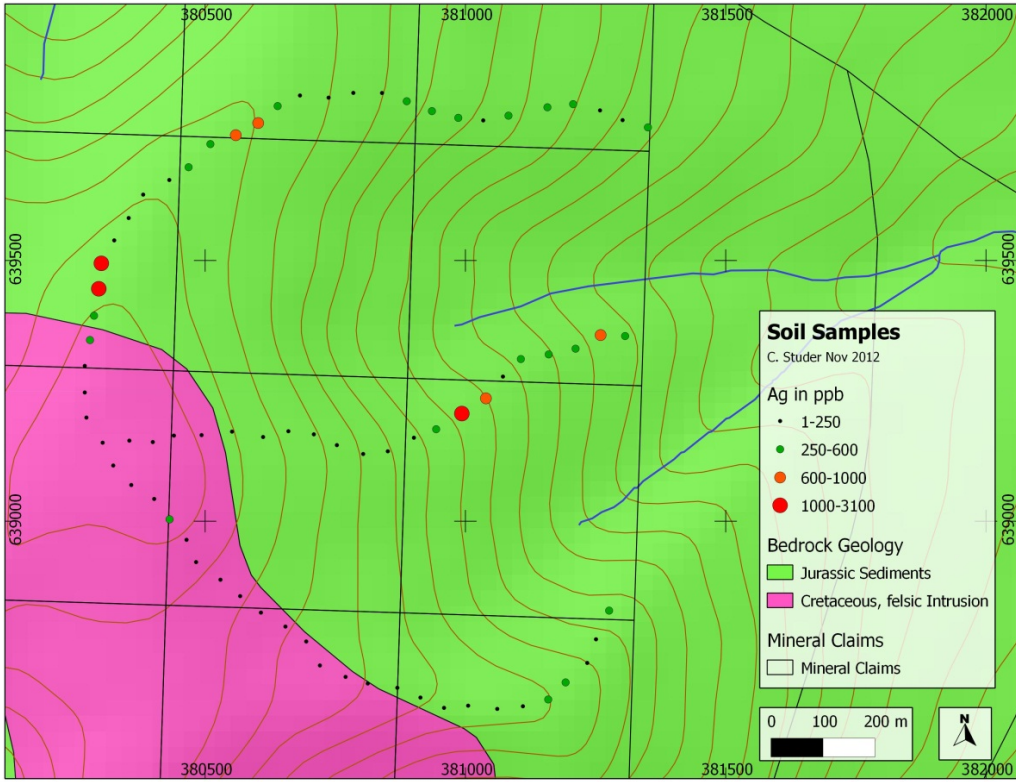 380500 381000 381500 382000
639500 639500
Soil Samples
C. Studer Nov 2012
Ag in ppb
1-250
250-600
600-1000
1000-3100
639000 639000
Bedrock Geology
Jurassic Sediments
Cretaceous, felsic Intrusion
Mineral Claims
Mineral Claims
0 100 200 m
N
380500 381000 381500 382000